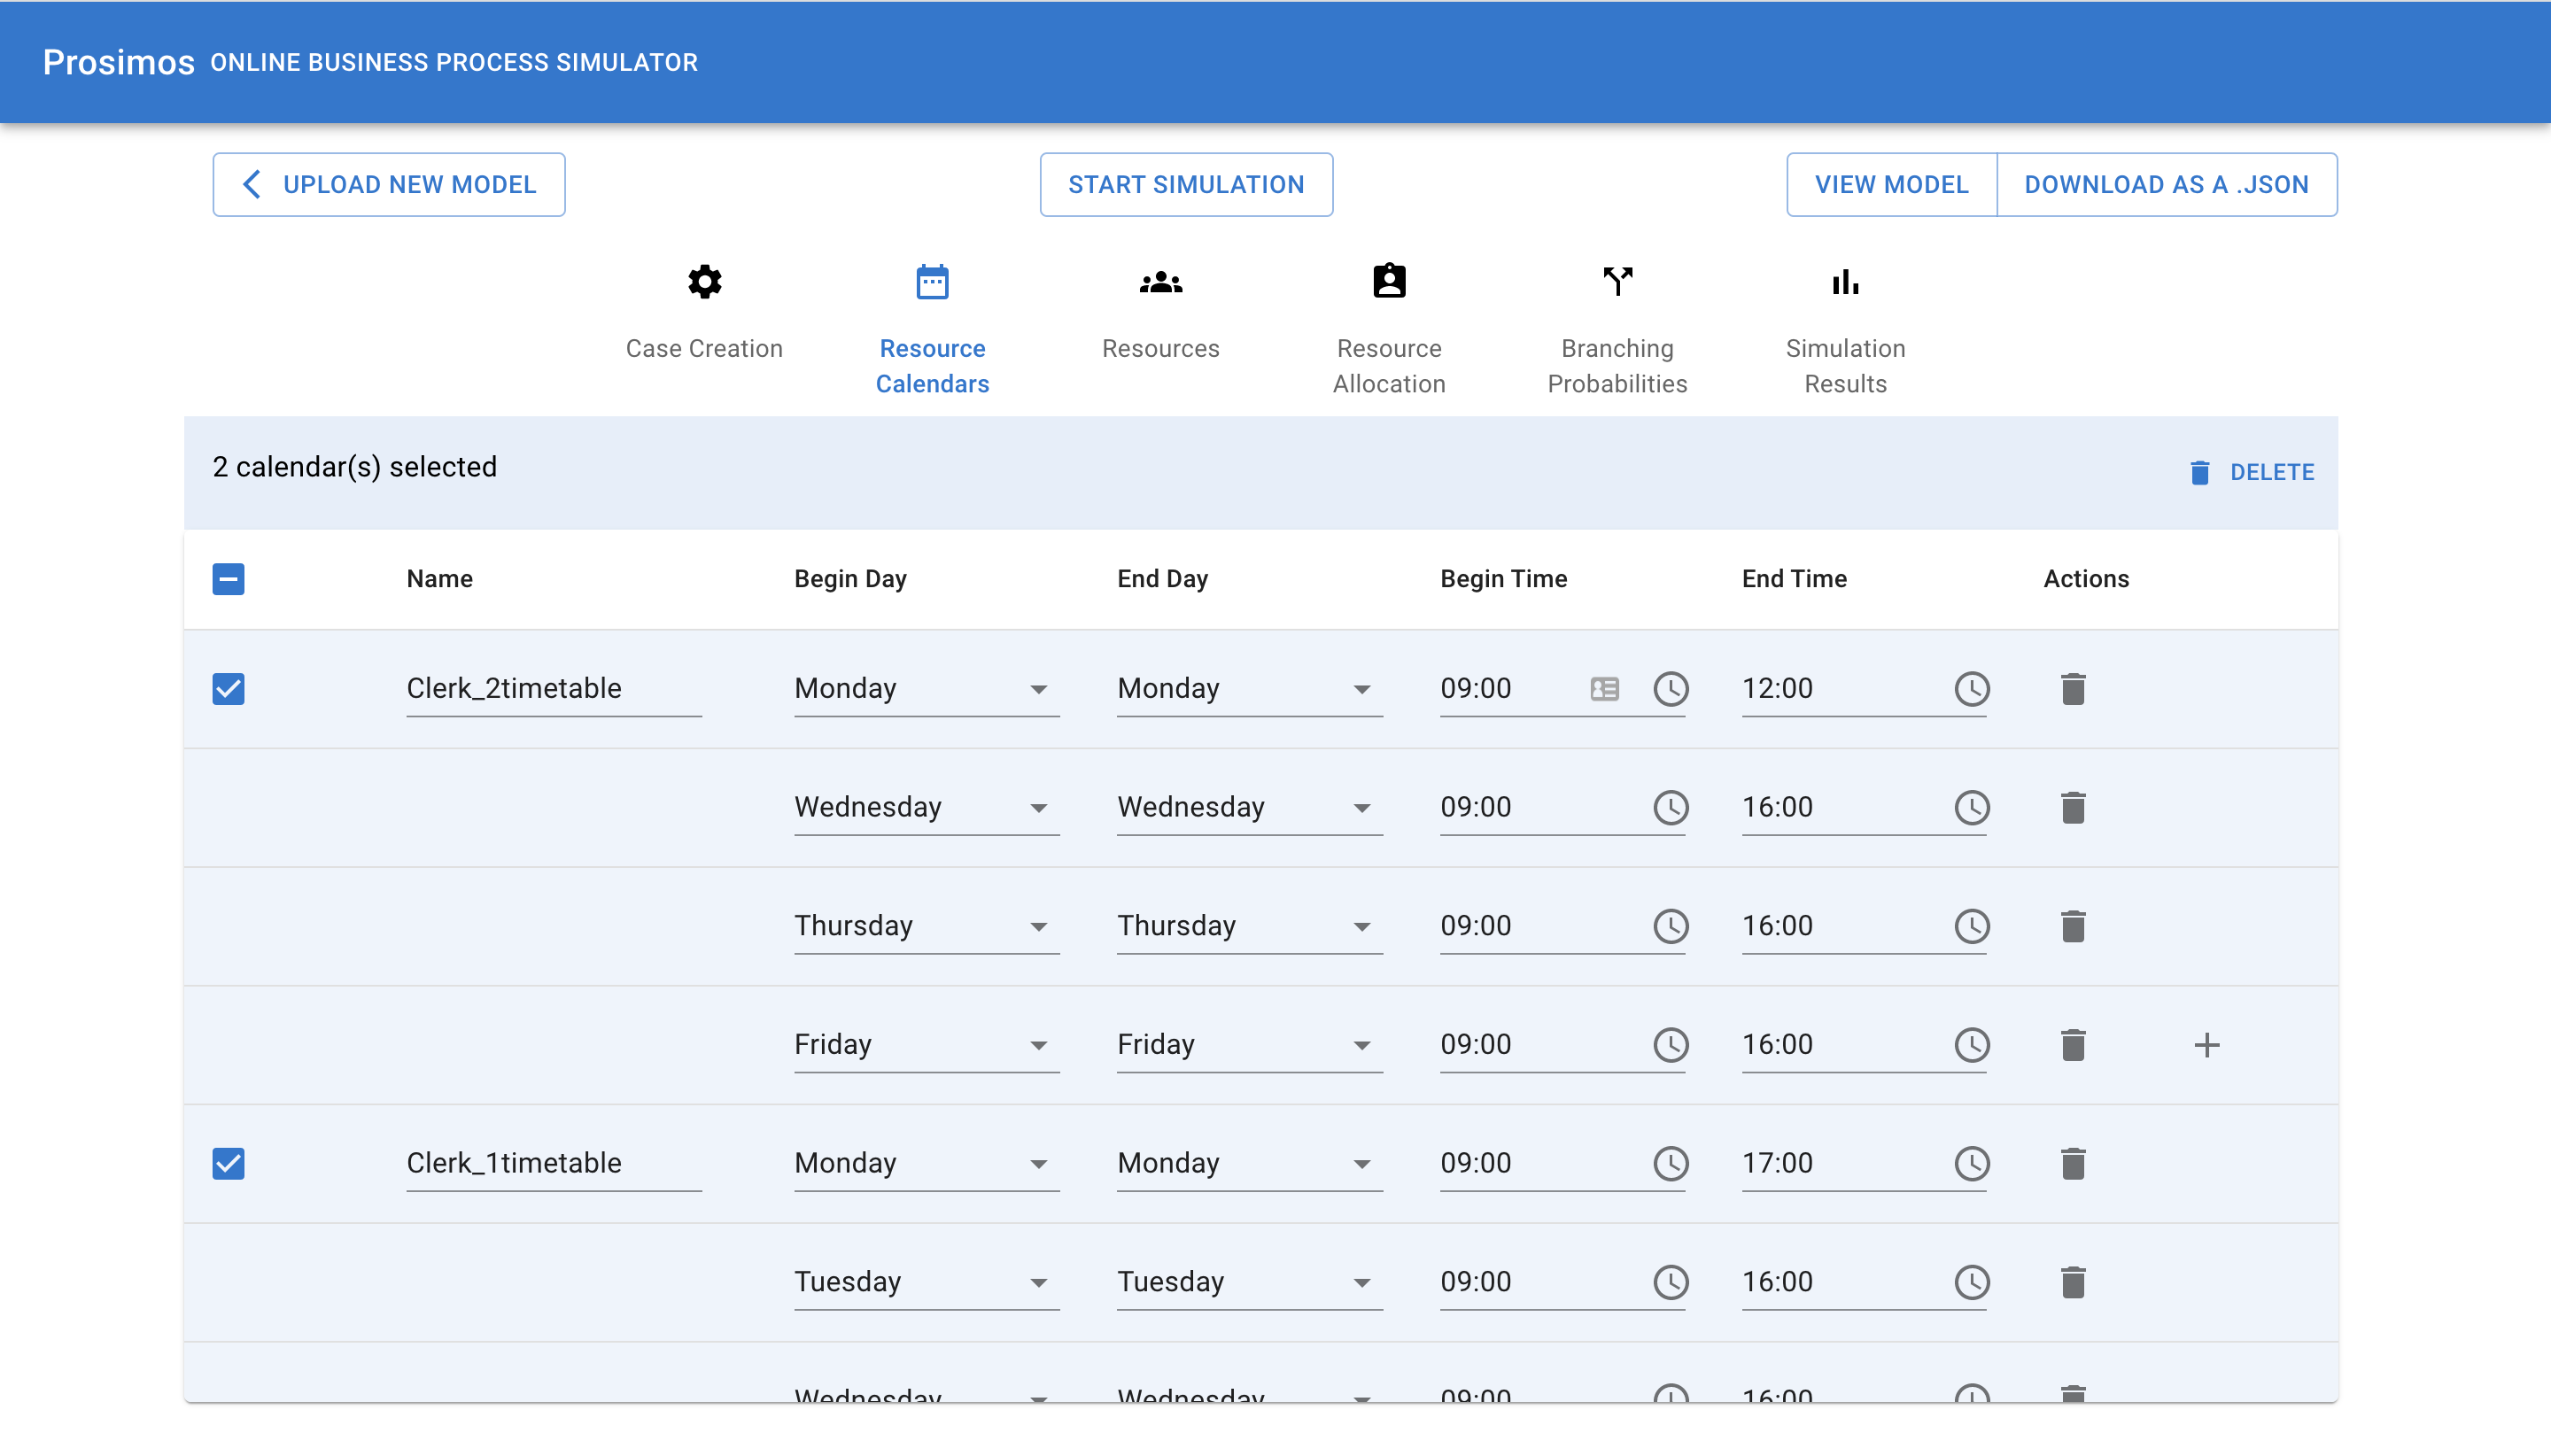 Prosimos ONLINE BUSINESS PROCESS SIMULATOR
UPLOAD NEW MODEL START SIMULATION VIEW MODEL DOWNLOAD AS A .JSON
Case Creation Resource Calendars Resources Resource Allocation Branching Probabilities Simulation Results
2 calendar(s) selected DELETE
Name Begin Day End Day Begin Time End Time Actions
Clerk_2timetable Monday Monday 09:00 12:00
Wednesday Wednesday 09:00 16:00
Thursday Thursday 09:00 16:00
Friday Friday 09:00 16:00
Clerk_1timetable Monday Monday 09:00 17:00
Tuesday Tuesday 09:00 16:00
Wednesday Wednesday 09:00 16:00